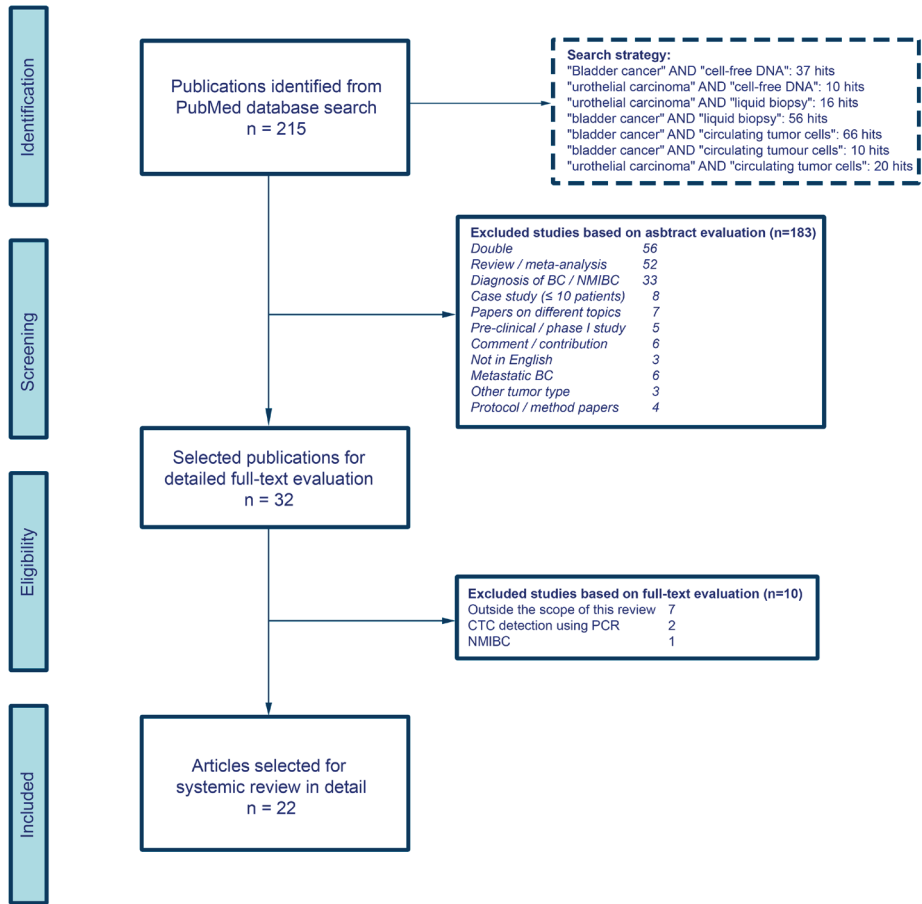 Identification
Publications identified from
PubMed database search
n = 215
Search strategy:
"Bladder cancer" AND "cell-free DNA": 37 hits
"urothelial carcinoma" AND "cell-free DNA": 10 hits
"urothelial carcinoma" AND "liquid biopsy": 16 hits
"bladder cancer" AND "liquid biopsy": 56 hits
"bladder cancer" AND "circulating tumor cells": 66 hits
"bladder cancer" AND "circulating tumour cells": 10 hits
"urothelial carcinoma" AND "circulating tumor cells": 20 hits
Screening
Excluded studies based on asbtract evaluation (n=183)
Double 56
Review / meta-analysis 52
Diagnosis of BC / NMIBC 33
Case study (≤ 10 patients) 8
Papers on different topics 7
Pre-clinical / phase I study 5
Comment / contribution 6
Not in English 3
Metastatic BC 6
Other tumor type 3
Protocol / method papers 4
Selected publications for
detailed full-text evaluation
n = 32
Eligibility
Excluded studies based on full-text evaluation (n=10)
Outside the scope of this review 7
CTC detection using PCR 2
NMIBC 1
Included
Articles selected for
systemic review in detail
n = 22